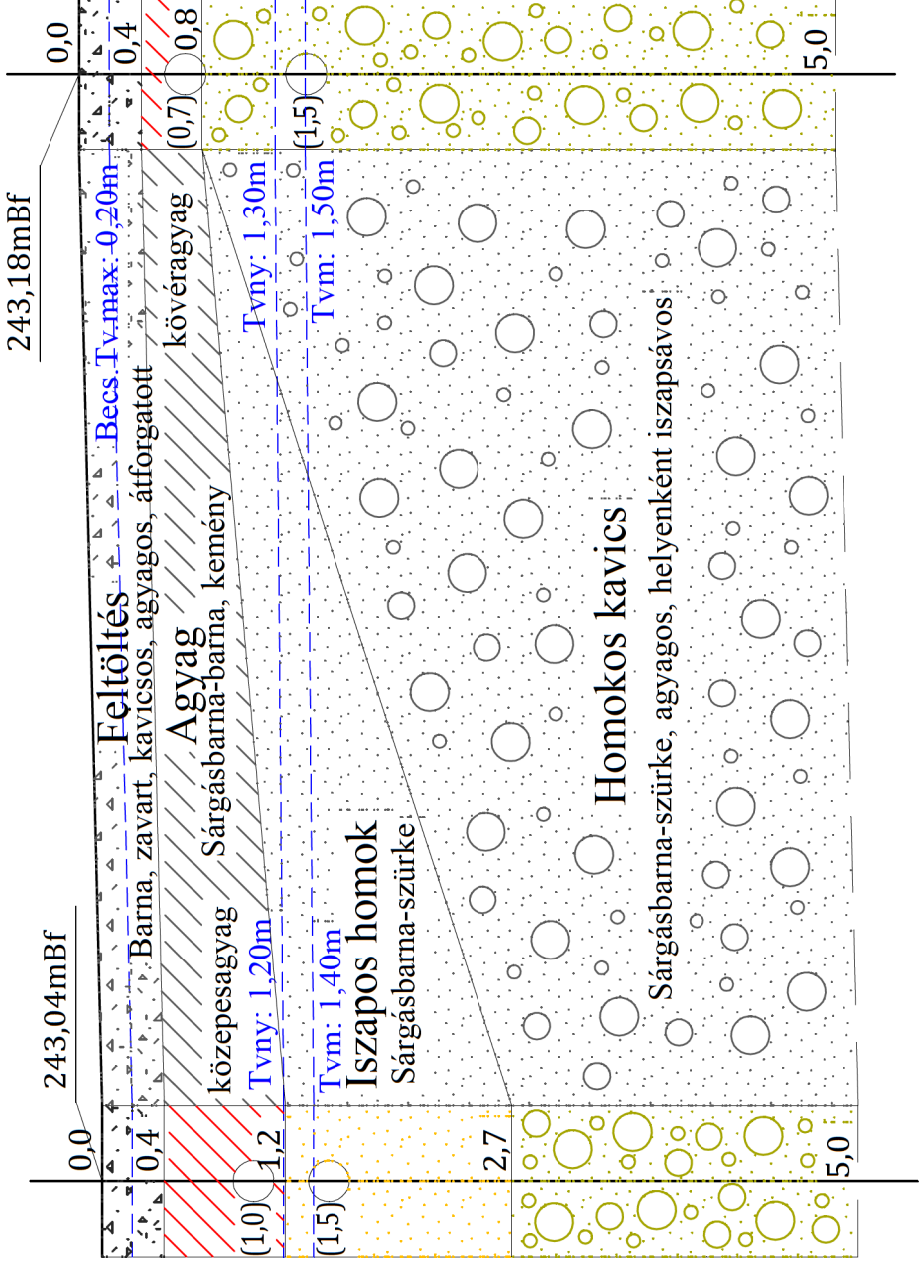 243,04mBf
243,18mBf
0,0
0,4
(1,0)
1,2
(1,5)
2,7
5,0
Feltöltés
Barna, zavart, kavicsos, agyagos, átforgatott
Becs.Tv.max: 0,20m
Agyag
Sárgásbarna-barna, kemény
közepesagyag
kövéragyag
Tvny: 1,20m
Tvm: 1,40m
Tvny: 1,30m
Tvm: 1,50m
Iszapos homok
Sárgásbarna-szürke
Homokos kavics
Sárgásbarna-szürke, agyagos, helyenként iszapsávos
0,0
0,4
(0,7)
0,8
(1,5)
5,0